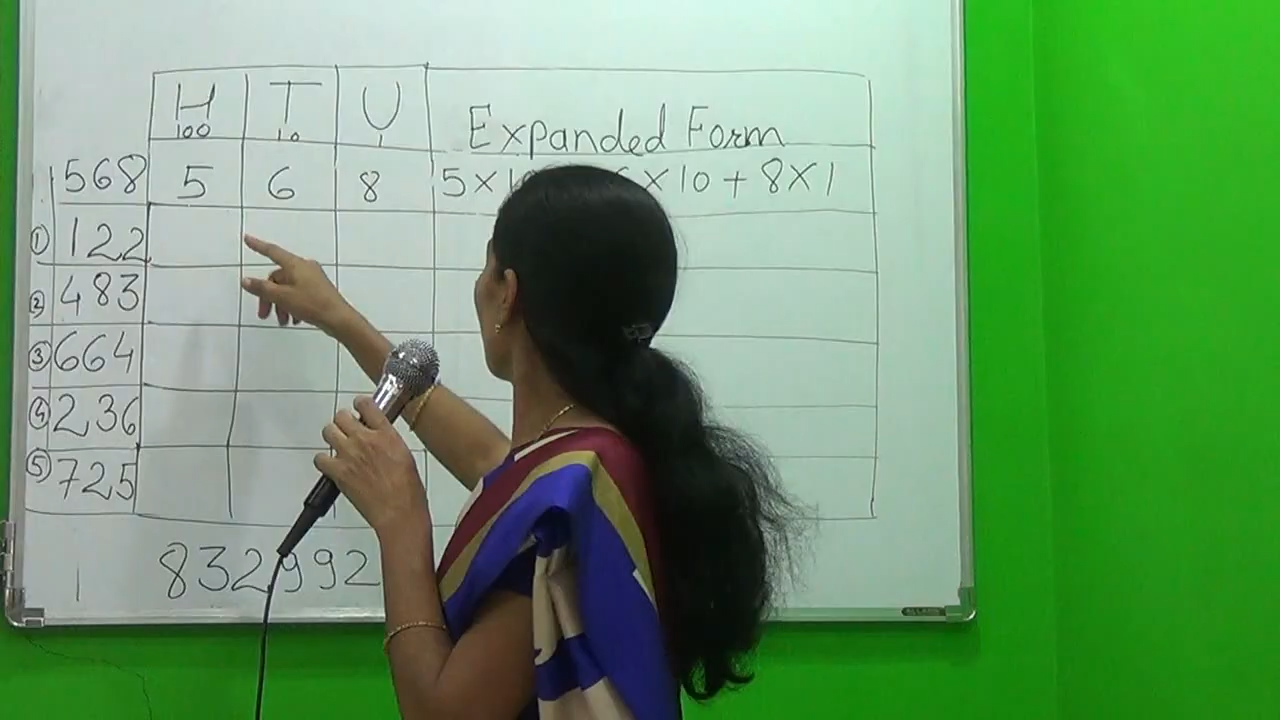 H T U Expanded Form
100 10 1
568 5 6 8 5×10 ×10+8×1
① 122
② 483
③ 664
④ 236
⑤ 725
1 832992